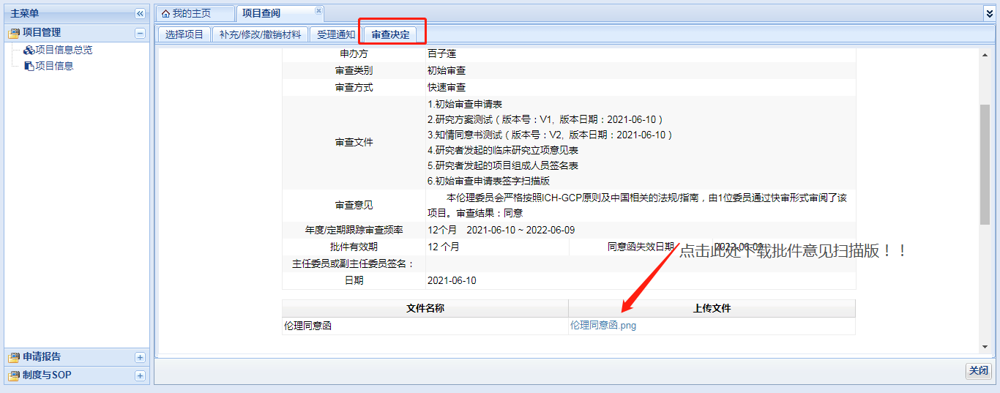 主菜单
我的主页
项目查阅
项目管理
项目信息总览
项目信息
选择项目
补充/修改/撤销材料
受理通知
审查决定
申办方 百子莲
审查类别 初始审查
审查方式 快速审查
审查文件
1.初始审查申请表
2.研究方案测试（版本号：V1, 版本日期：2021-06-10）
3.知情同意书测试（版本号：V2, 版本日期：2021-06-10）
4.研究者发起的临床研究立项意见表
5.研究者发起的项目组成人员签名表
6.初始审查申请表签字扫描版
审查意见
本伦理委员会严格按照ICH-GCP原则及中国相关的法规/指南，由1位委员通过快审形式审阅了该
项目。审查结果：同意
年度/定期跟踪审查频率 12个月 2021-06-10 ~ 2022-06-09
批件有效期 12 个月 同意函失效日期 2022-06-09
点击此处下载批件意见扫描版！！
主任委员或副主任委员签名：
日期 2021-06-10
文件名称 上传文件
伦理同意函 伦理同意函.png
申请报告
制度与SOP
关闭